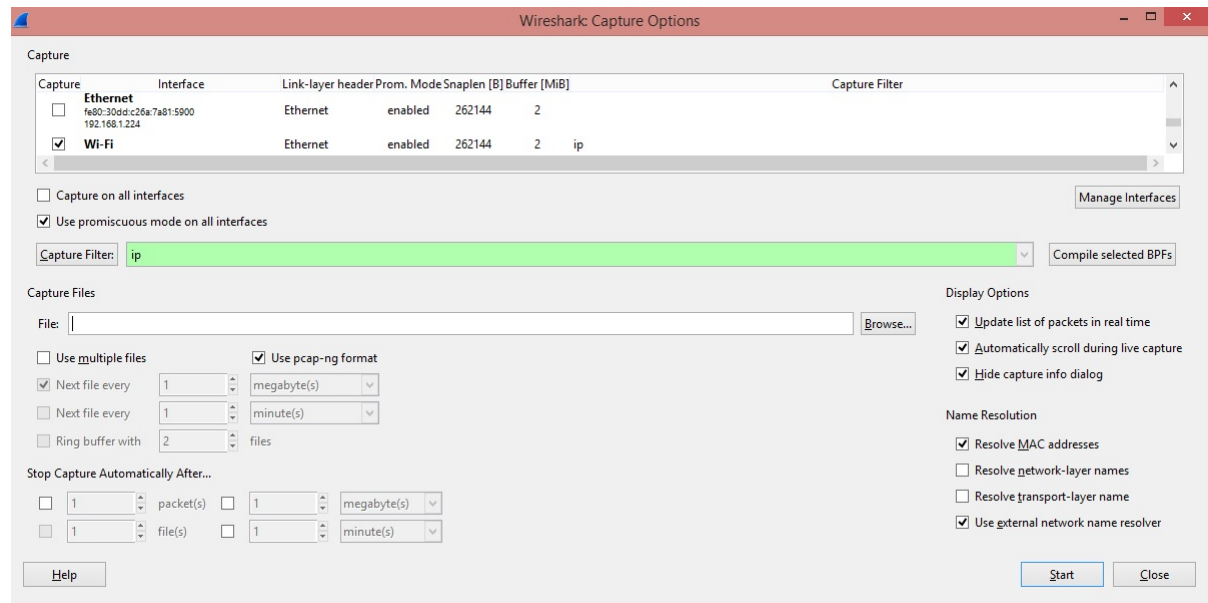 Wireshark: Capture Options
Capture
Capture Interface Link-layer header Prom. Mode Snaplen [B] Buffer [MiB] Capture Filter
Ethernet
fe80::30dd:c26a:7a81:5900
192.168.1.224
Ethernet enabled 262144 2
Wi-Fi Ethernet enabled 262144 2 ip
Capture on all interfaces
Manage Interfaces
Use promiscuous mode on all interfaces
Capture Filter: ip Compile selected BPFs
Capture Files
File: Browse...
Use multiple files Use pcap-ng format
Next file every 1 megabyte(s)
Next file every 1 minute(s)
Ring buffer with 2 files
Stop Capture Automatically After...
1 packet(s) 1 megabyte(s)
1 file(s) 1 minute(s)
Display Options
Update list of packets in real time
Automatically scroll during live capture
Hide capture info dialog
Name Resolution
Resolve MAC addresses
Resolve network-layer names
Resolve transport-layer name
Use external network name resolver
Help Start Close